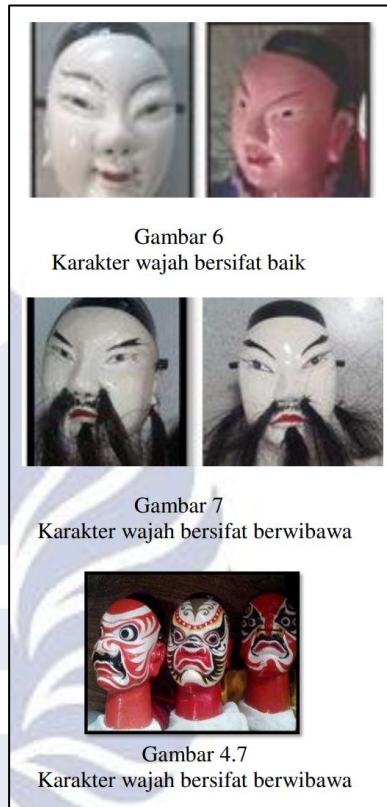 Gambar 6
Karakter wajah bersifat baik
Gambar 7
Karakter wajah bersifat berwibawa
Gambar 4.7
Karakter wajah bersifat berwibawa